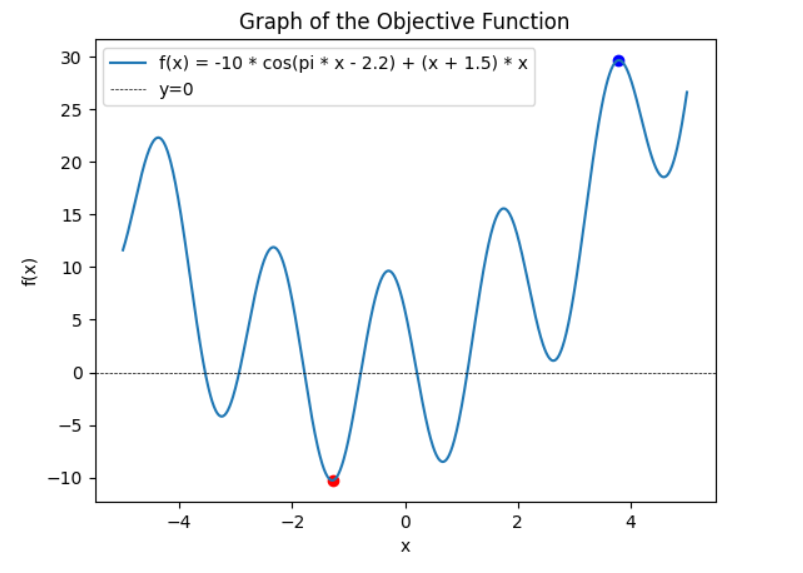 Graph of the Objective Function
f(x) = -10 * cos(pi * x - 2.2) + (x + 1.5) * x
y=0
30
25
20
15
10
5
0
−5
−10
f(x)
−4 −2 0 2 4
x